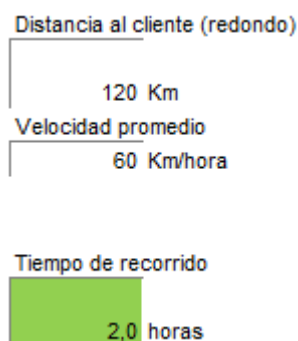 Distancia al cliente (redondo)
120 Km
Velocidad promedio
60 Km/hora
Tiempo de recorrido
2,0 horas